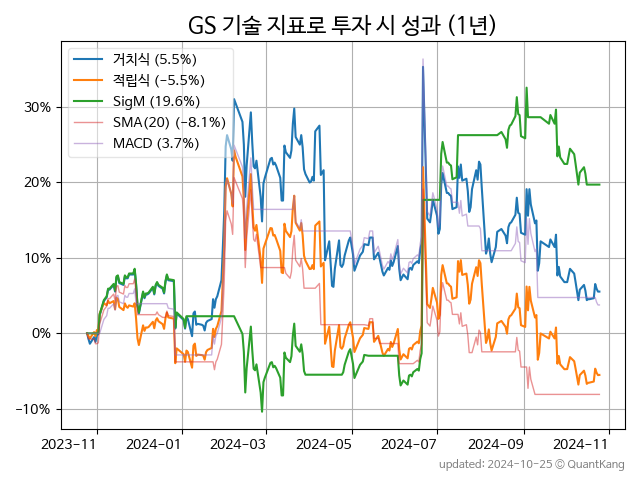 GS 기술 지표로 투자 시 성과 (1년)
거치식 (5.5%)
적립식 (−5.5%)
SigM (19.6%)
SMA(20) (−8.1%)
MACD (3.7%)
30%
20%
10%
0%
−10%
2023−11 2024−01 2024−03 2024−05 2024−07 2024−09 2024−11
updated: 2024-10-25 © QuantKang